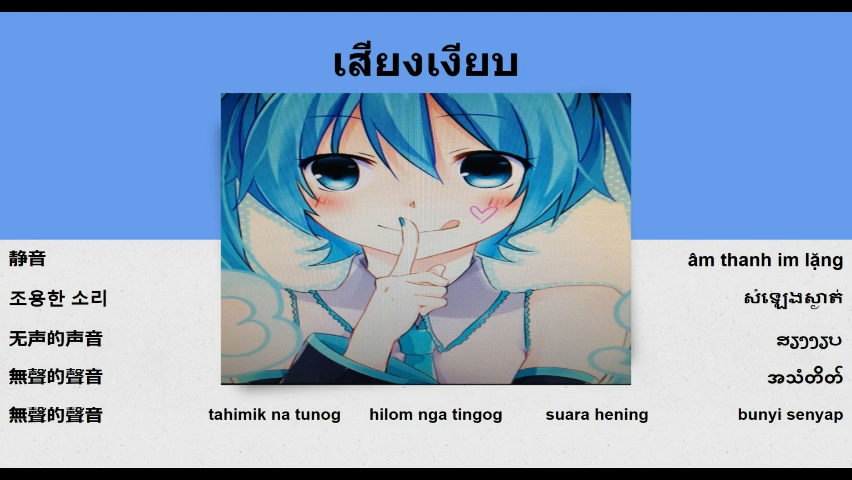 เสียงเงียบ
静音
조용한 소리
无声的声音
無聲的聲音
無聲的聲音
tahimik na tunog
hilom nga tingog
suara hening
âm thanh im lặng
សំឡេងស្ងាត់
ສຽງງຽບ
အသံတိတ်
bunyi senyap